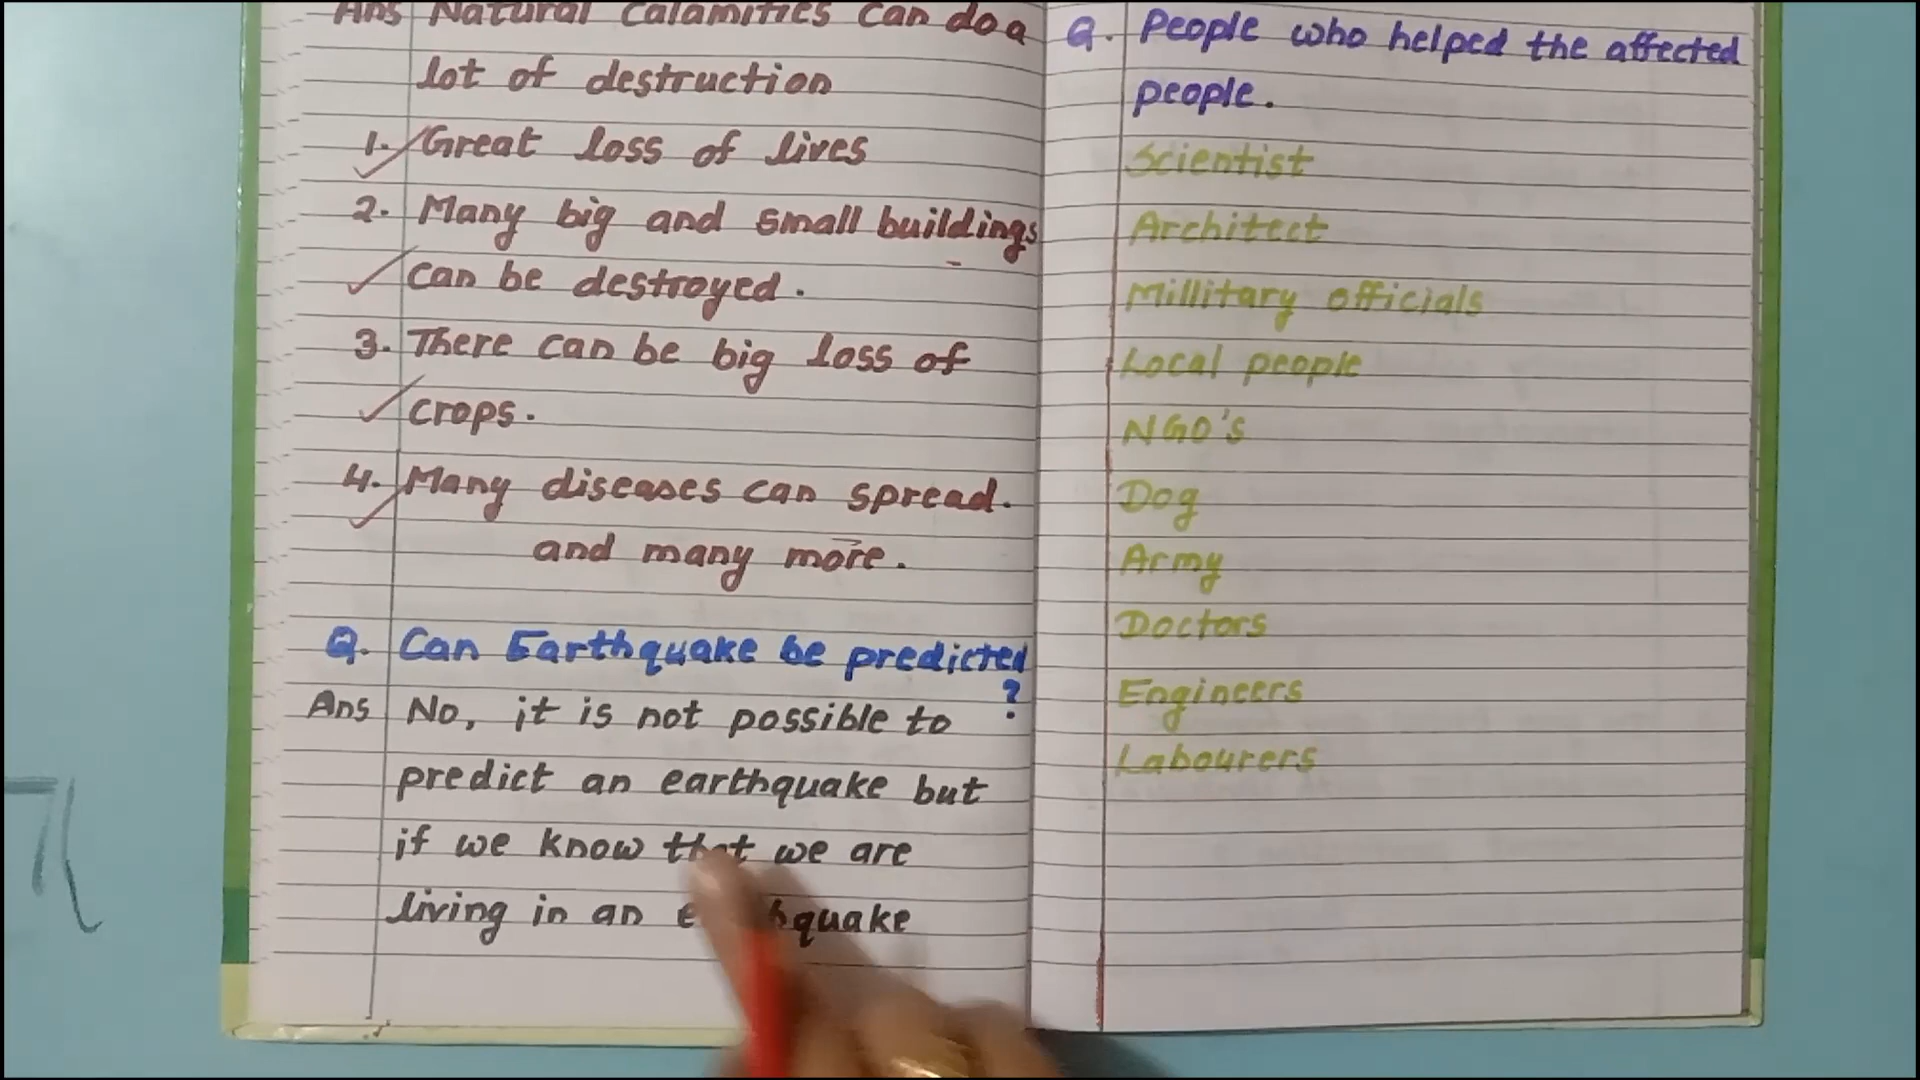 Ans Natural Calamities can do a
lot of destruction
1. Great loss of lives
2. Many big and small buildings
can be destroyed.
3. There can be big loss of
crops.
4. Many diseases can spread.
and many more.
Q. Can Earthquake be predicted
?
Ans No, it is not possible to
predict an earthquake but
if we know that we are
living in an earthquake
Q. People who helped the affected
people.
Scientist
Architect
Millitary officials
Local people
NGO's
Dog
Army
Doctors
Engineers
Labourers